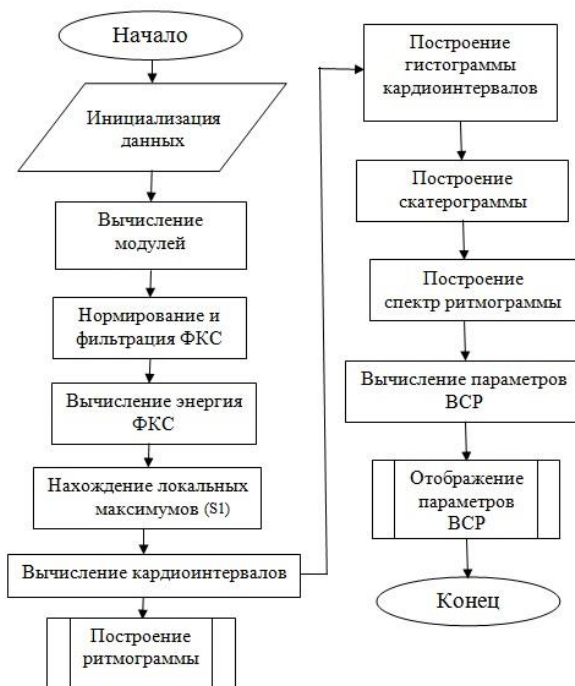 Начало
Инициализация
данных
Вычисление
модулей
Нормирование и
фильтрация ФКС
Вычисление энергия
ФКС
Нахождение локальных
максимумов (S1)
Вычисление кардиоинтервалов
Построение
ритмограммы
Построение
гистограммы
кардиоинтервалов
Построение
скатерограммы
Построение
спектр ритмограммы
Вычисление параметров
ВСР
Отображение
параметров
ВСР
Конец